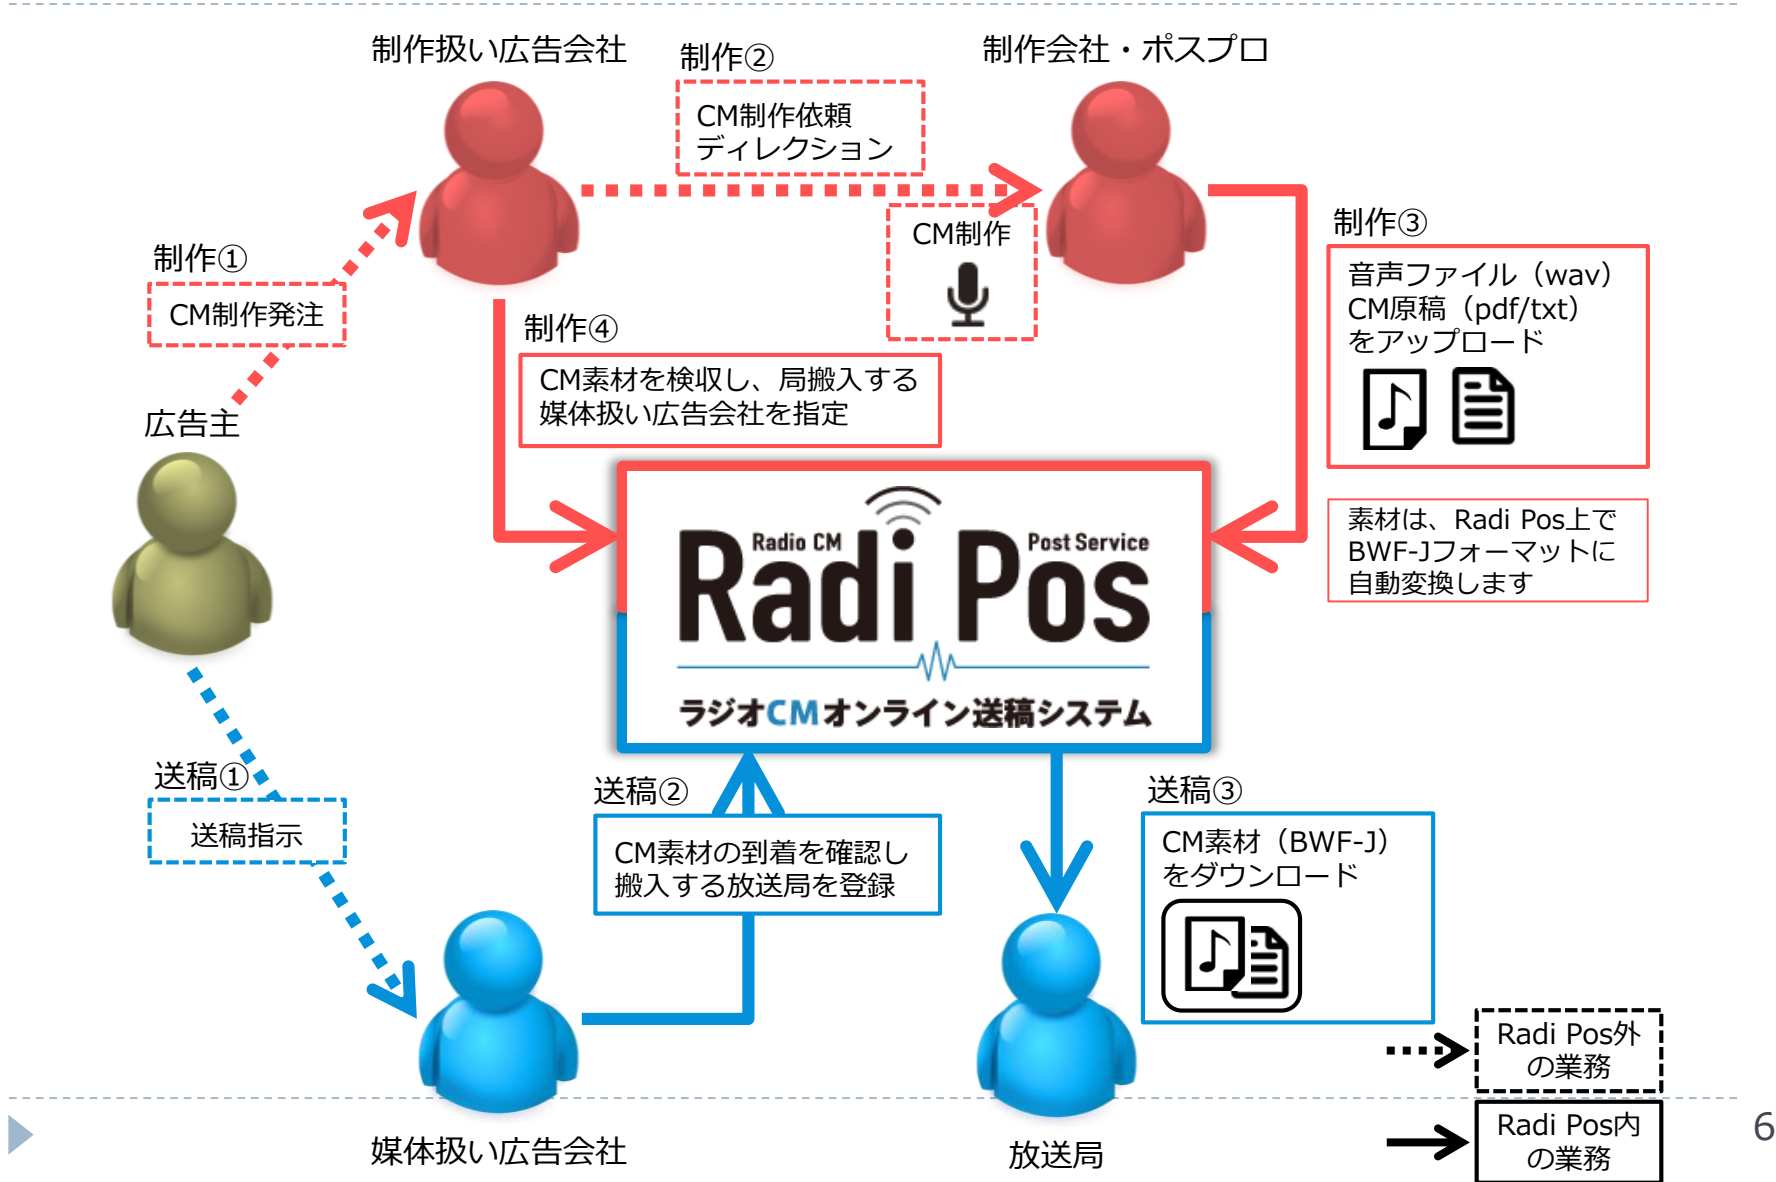 制作扱い広告会社
制作②
制作会社・ポスプロ
CM制作依頼
ディレクション
CM制作
制作①
CM制作発注
制作③
音声ファイル（wav）
CM原稿（pdf/txt）
をアップロード
制作④
CM素材を検収し、局搬入する
媒体扱い広告会社を指定
広告主
素材は、Radi Pos上で
BWF-Jフォーマットに
自動変換します
Radio CM
Post Service
Radi Pos
ラジオCMオンライン送稿システム
送稿①
送稿指示
送稿②
CM素材の到着を確認し
搬入する放送局を登録
送稿③
CM素材（BWF-J）
をダウンロード
媒体扱い広告会社
放送局
Radi Pos外
の業務
Radi Pos内
の業務
6